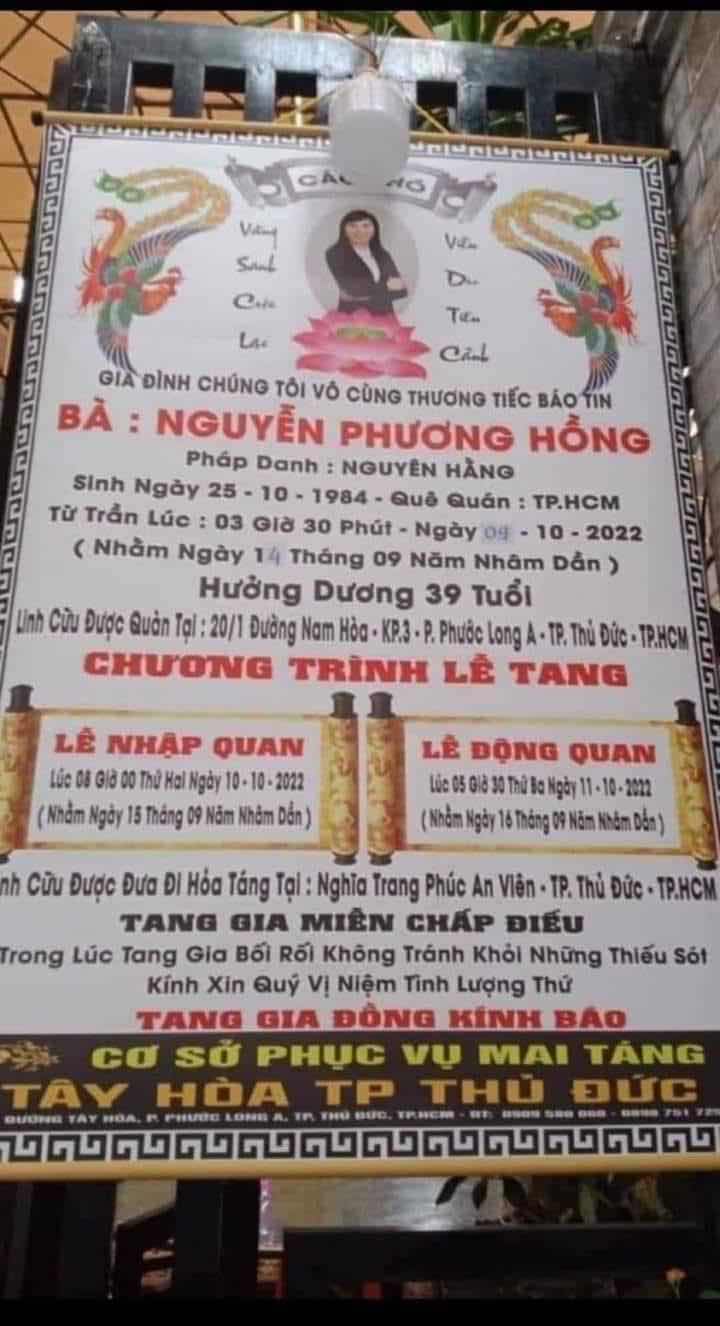 CÁO PHÓ
Vãng Sanh Cực Lạc
Viễn Du Tiên Cảnh
GIA ĐÌNH CHÚNG TÔI VÔ CÙNG THƯƠNG TIẾC BÁO TIN
BÀ : NGUYỄN PHƯƠNG HỒNG
Pháp Danh : NGUYÊN HẰNG
Sinh Ngày 25 - 10 - 1984 - Quê Quán : TP.HCM
Từ Trần Lúc : 03 Giờ 30 Phút - Ngày 09 - 10 - 2022
( Nhằm Ngày 14 Tháng 09 Năm Nhâm Dần )
Hưởng Dương 39 Tuổi
Linh Cữu Được Quàn Tại : 20/1 Đường Nam Hòa - KP.3 - P. Phước Long A - TP. Thủ Đức - TP.HCM
CHƯƠNG TRÌNH LỄ TANG
LỄ NHẬP QUAN
Lúc 08 Giờ 00 Thứ Hai Ngày 10 - 10 - 2022
( Nhằm Ngày 15 Tháng 09 Năm Nhâm Dần )
LỄ ĐỘNG QUAN
Lúc 05 Giờ 30 Thứ Ba Ngày 11 - 10 - 2022
( Nhằm Ngày 16 Tháng 09 Năm Nhâm Dần )
nh Cữu Được Đưa Đi Hỏa Táng Tại : Nghĩa Trang Phúc An Viên - TP. Thủ Đức - TP.HCM
TANG GIA MIỄN CHẤP ĐIẾU
Trong Lúc Tang Gia Bối Rối Không Tránh Khỏi Những Thiếu Sót
Kính Xin Quý Vị Niệm Tình Lượng Thứ
TANG GIA ĐỒNG KÍNH BÁO
CƠ SỞ PHỤC VỤ MAI TÁNG
TÂY HÒA TP THỦ ĐỨC
ĐƯỜNG TÂY HÒA, P. PHƯỚC LONG A, TP. THỦ ĐỨC, TP.HCM - ĐT: